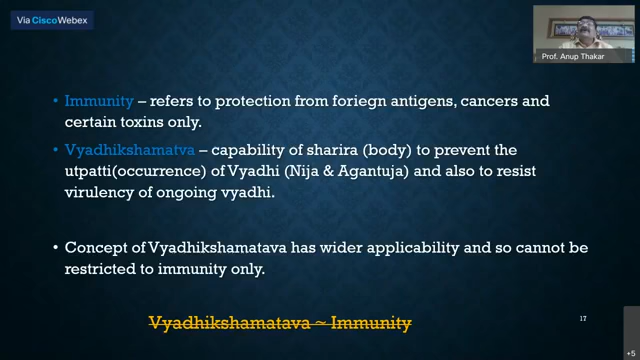 Via CiscoWebex
Prof. Anup Thakar
• Immunity – refers to protection from foriegn antigens, cancers and
certain toxins only.
• Vyadhikshamatva – capability of sharira (body) to prevent the
utpatti(occurrence) of Vyadhi (Nija & Agantuja) and also to resist
virulency of ongoing vyadhi.
• Concept of Vyadhikshamatava has wider applicability and so cannot be
restricted to immunity only.
Vyadhikshamatava ~ Immunity
17
+5